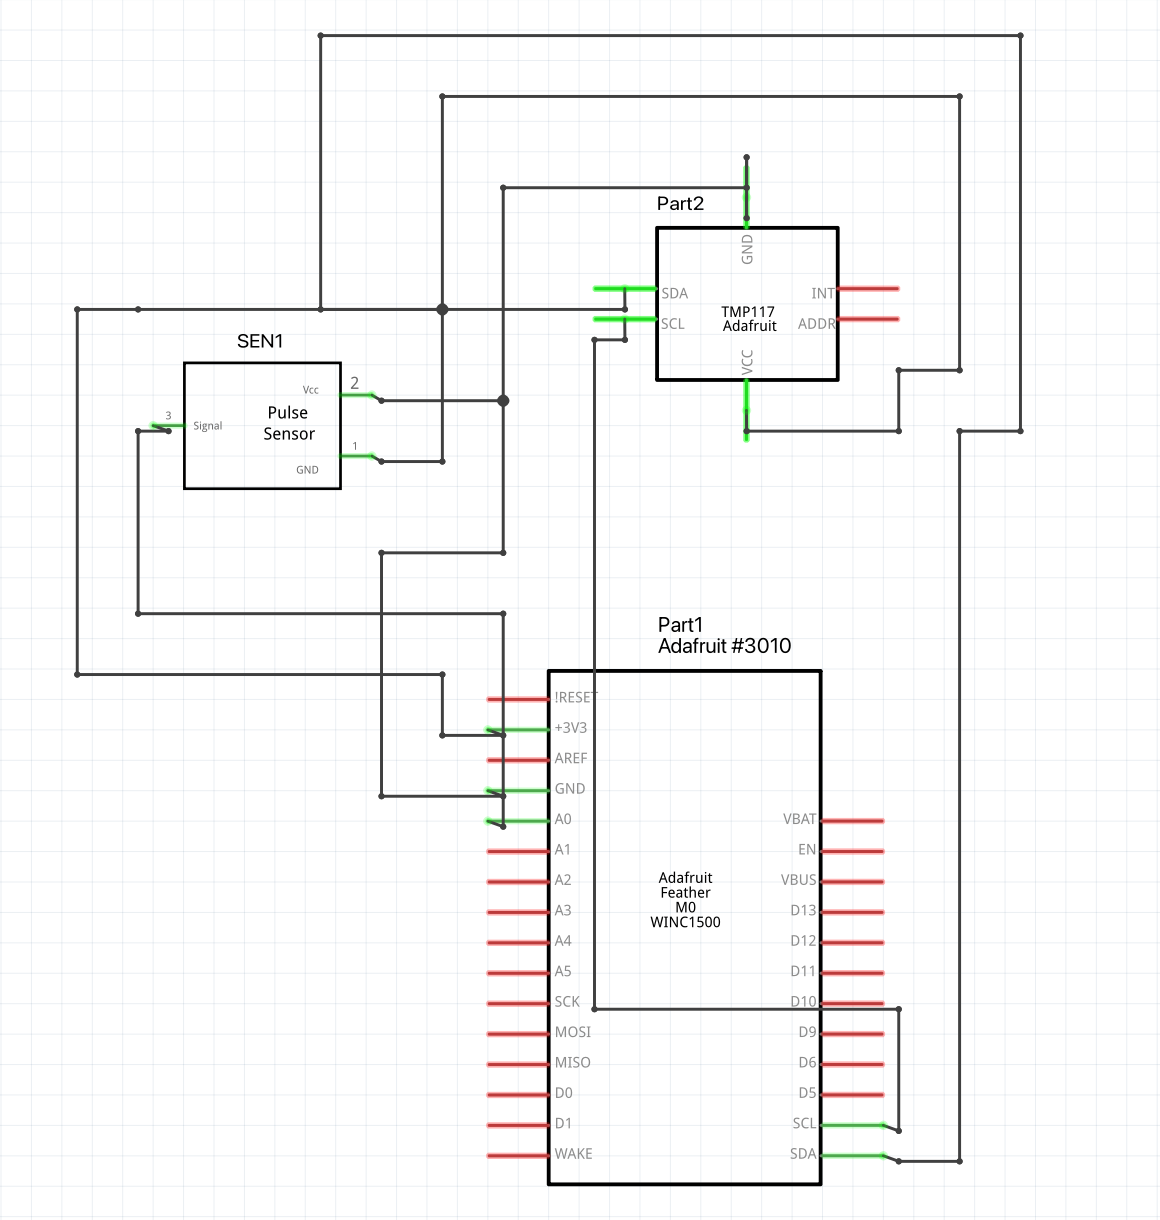 Part2
GND
SDA
INT
TMP117
Adafruit
SCL
ADDR
VCC
SEN1
Vcc
2
Pulse
Sensor
3
Signal
1
GND
Part1
Adafruit #3010
!RESET
+3V3
AREF
GND
A0
VBAT
A1
EN
A2
VBUS
Adafruit
Feather
M0
WINC1500
A3
D13
A4
D12
A5
D11
SCK
D10
MOSI
D9
MISO
D6
D0
D5
D1
SCL
WAKE
SDA